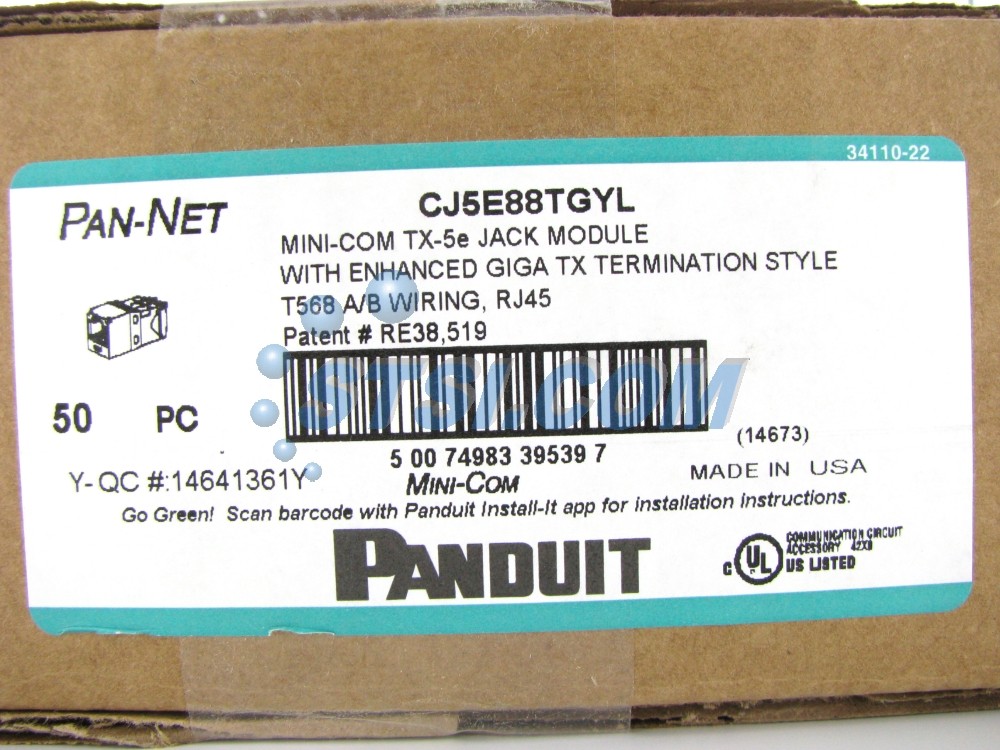 34110-22
PAN-NET
CJ5E88TGYL
MINI-COM TX-5e JACK MODULE
WITH ENHANCED GIGA TX TERMINATION STYLE
T568 A/B WIRING, RJ45
Patent # RE38,519
STSI.COM
50 PC
5 00 74983 39539 7
(14673)
Y- QC #:14641361Y
MINI-COM
MADE IN USA
Go Green! Scan barcode with Panduit Install-It app for installation instructions.
PANDUIT
C UL US LISTED
COMMUNICATION CIRCUIT
ACCESSORY 42X8